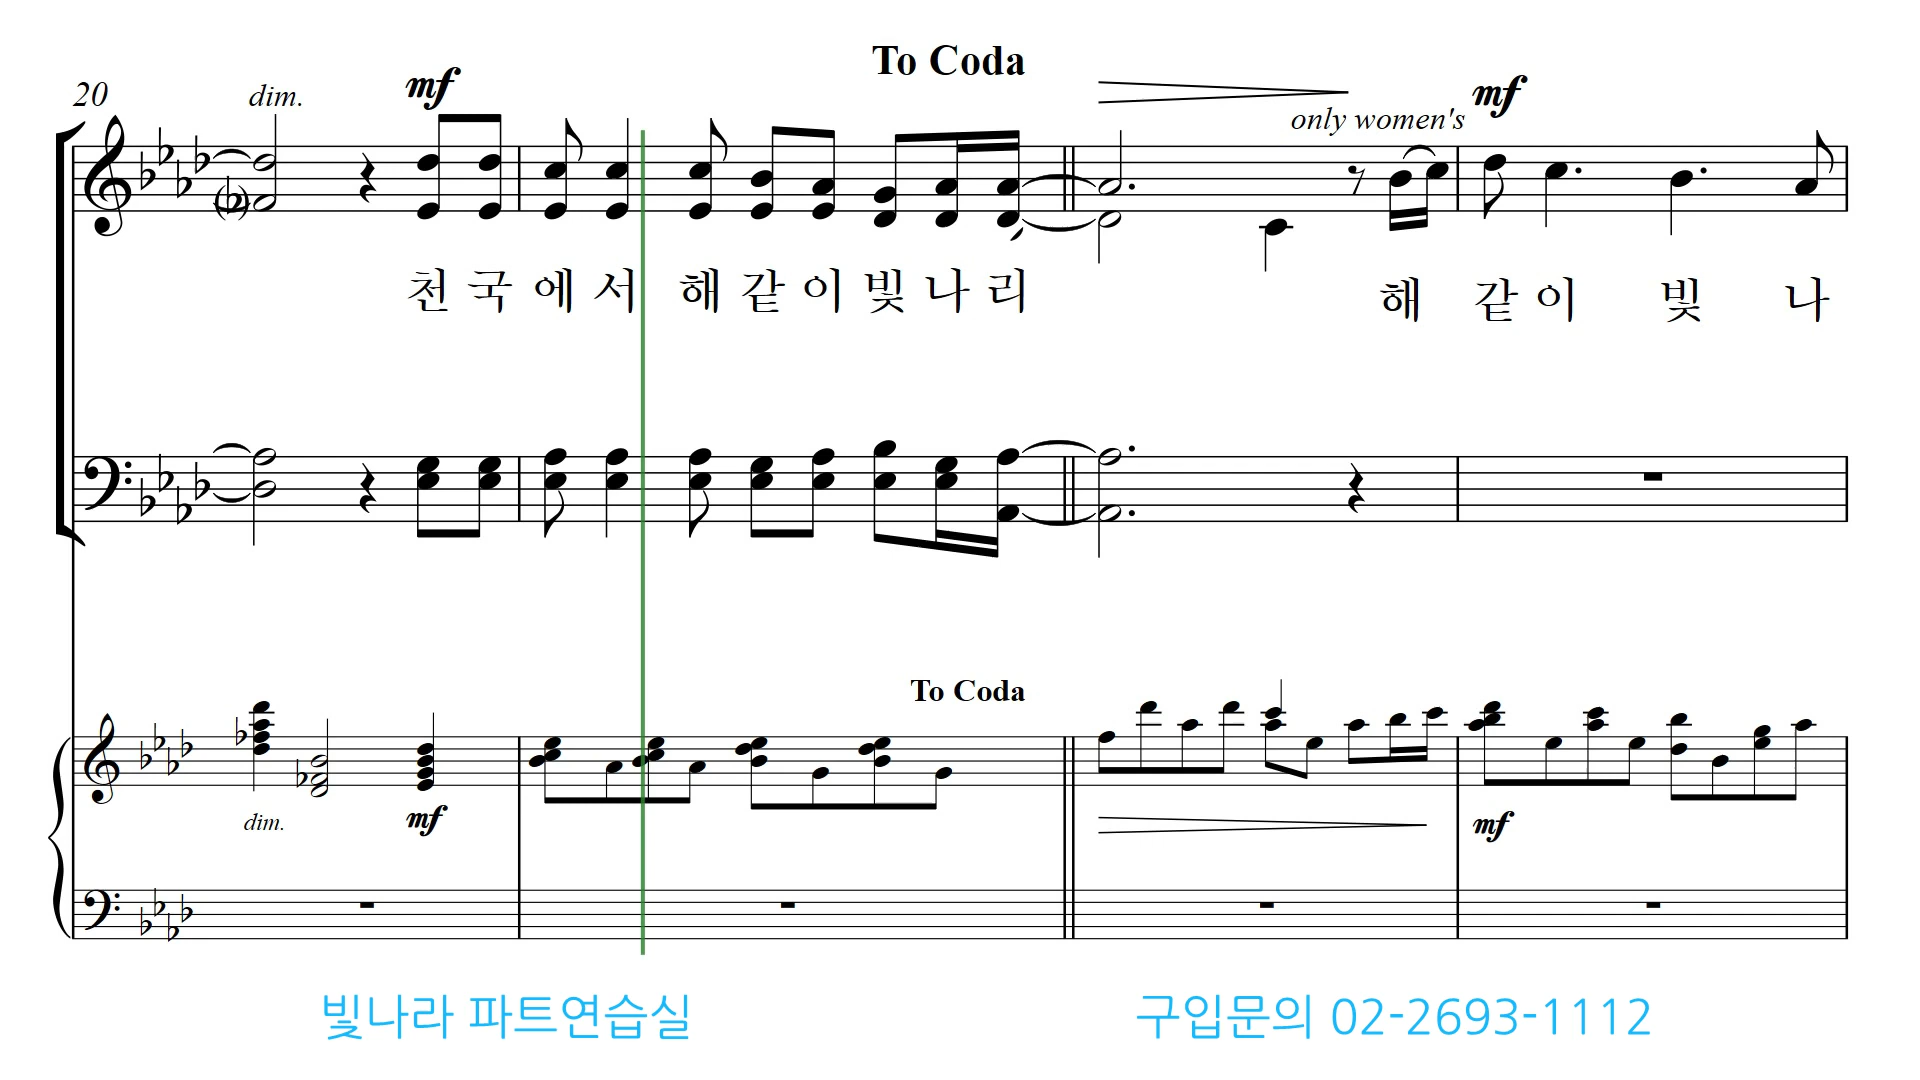 To Coda
20 dim. mf only women's mf
천 국 에 서 해 같 이 빛 나 리 해 같 이 빛 나
To Coda
dim. mf mf
빛나라 파트연습실 구입문의 02-2693-1112